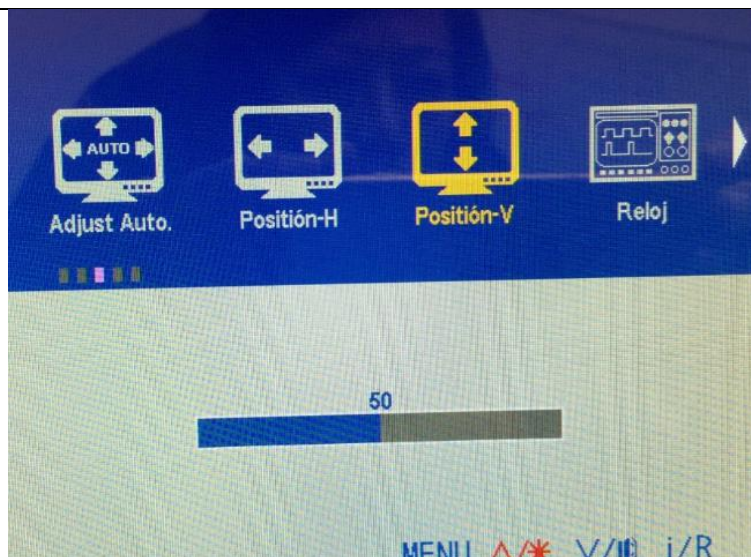 AUTO
Adjust Auto.
Positión-H
Positión-V
Reloj
50
MENU △/☀ ▽/◨ i/R